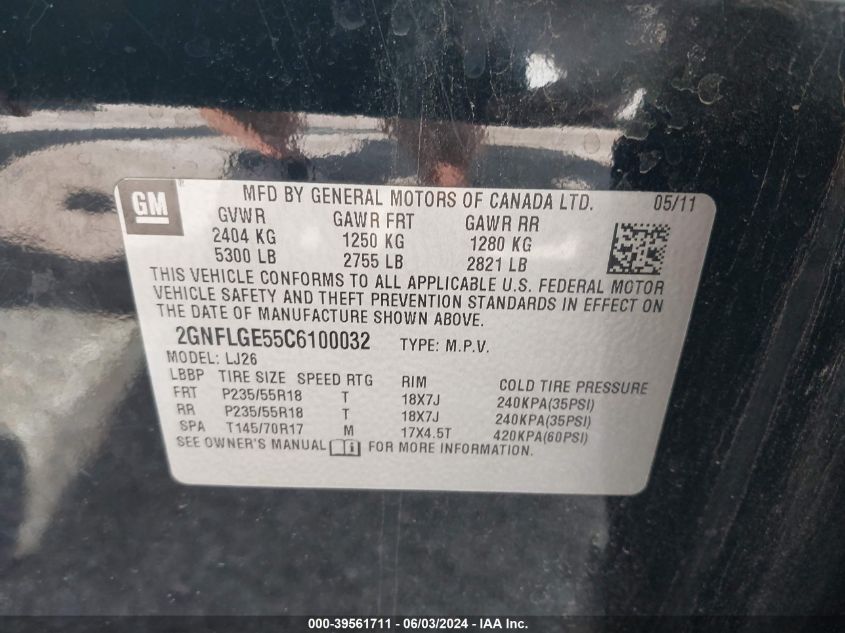 GM ® MFD BY GENERAL MOTORS OF CANADA LTD. 05/11
GVWR GAWR FRT GAWR RR
2404 KG 1250 KG 1280 KG
5300 LB 2755 LB 2821 LB
THIS VEHICLE CONFORMS TO ALL APPLICABLE U.S. FEDERAL MOTOR
VEHICLE SAFETY AND THEFT PREVENTION STANDARDS IN EFFECT ON
THE DATE OF MANUFACTURE SHOWN ABOVE.
2GNFLGE55C6100032 TYPE: M.P.V.
MODEL: LJ26
LBBP TIRE SIZE SPEED RTG RIM COLD TIRE PRESSURE
FRT P235/55R18 T 18X7J 240KPA(35PSI)
RR P235/55R18 T 18X7J 240KPA(35PSI)
SPA T145/70R17 M 17X4.5T 420KPA(60PSI)
SEE OWNER'S MANUAL FOR MORE INFORMATION.
000-39561711 - 06/03/2024 - IAA Inc.